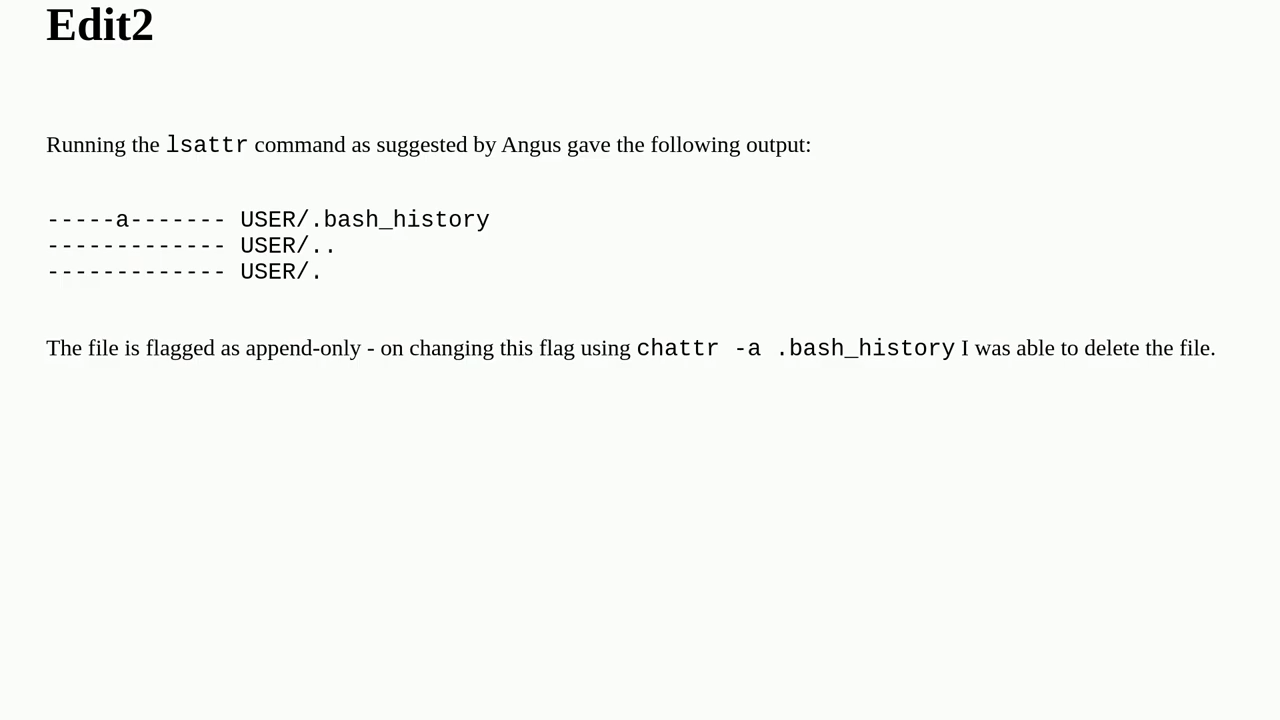 Edit2
Running the lsattr command as suggested by Angus gave the following output:
-----a------- USER/.bash_history
------------- USER/..
------------- USER/.
The file is flagged as append-only - on changing this flag using chattr -a .bash_history I was able to delete the file.